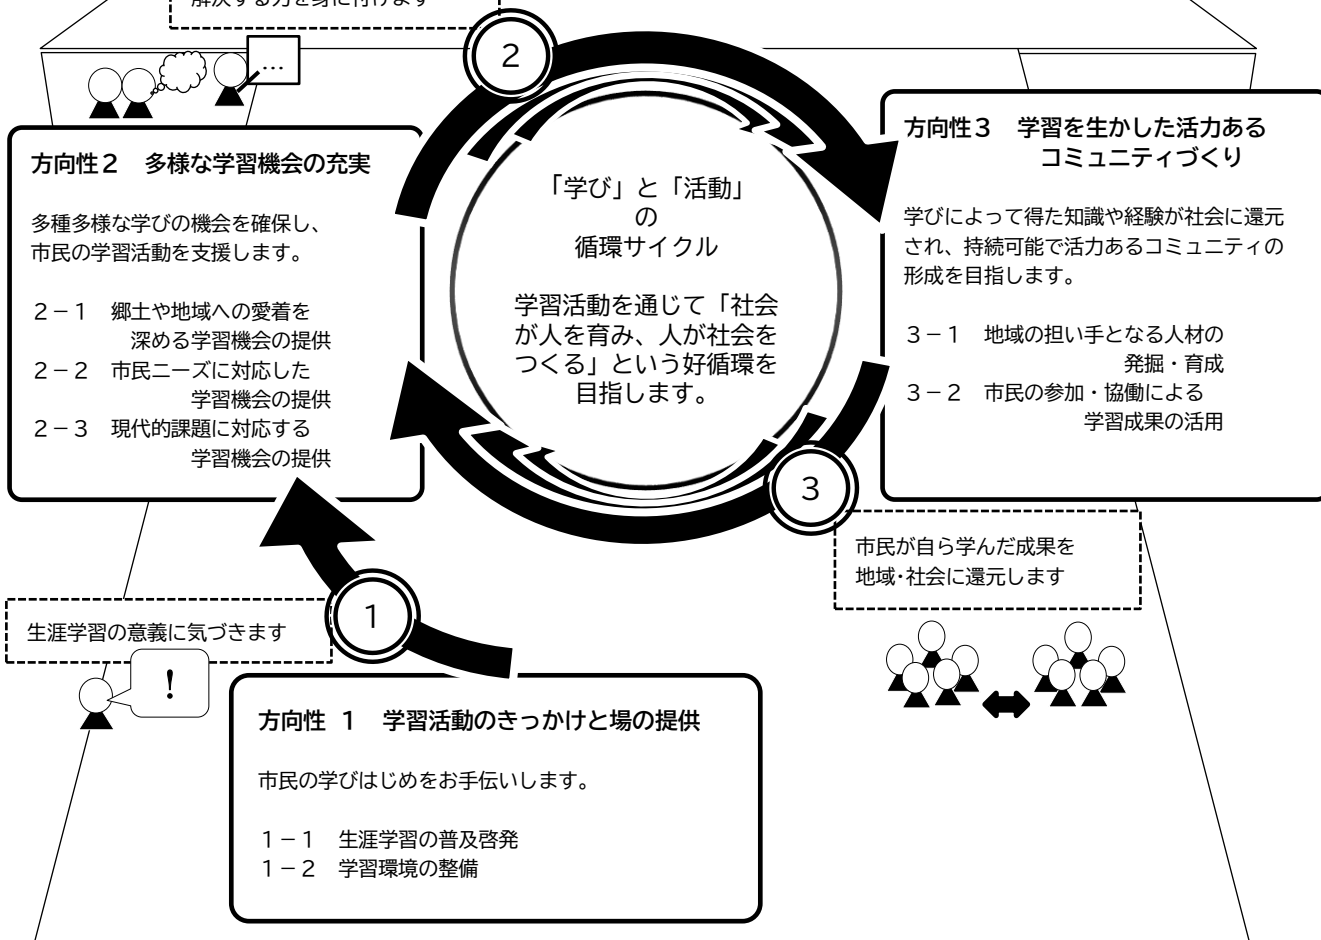 解決する力を身に付けます
2
…
方向性２　多様な学習機会の充実
多種多様な学びの機会を確保し、
市民の学習活動を支援します。
２－１　郷土や地域への愛着を
深める学習機会の提供
２－２　市民ニーズに対応した
学習機会の提供
２－３　現代的課題に対応する
学習機会の提供
「学び」と「活動」
の
循環サイクル
学習活動を通じて「社会
が人を育み、人が社会を
つくる」という好循環を
目指します。
方向性３　学習を生かした活力ある
コミュニティづくり
学びによって得た知識や経験が社会に還元
され、持続可能で活力あるコミュニティの
形成を目指します。
３－１　地域の担い手となる人材の
発掘・育成
３－２　市民の参加・協働による
学習成果の活用
3
市民が自ら学んだ成果を
地域･社会に還元します
1
生涯学習の意義に気づきます
！
方向性 １　学習活動のきっかけと場の提供
市民の学びはじめをお手伝いします。
１－１　生涯学習の普及啓発
１－２　学習環境の整備